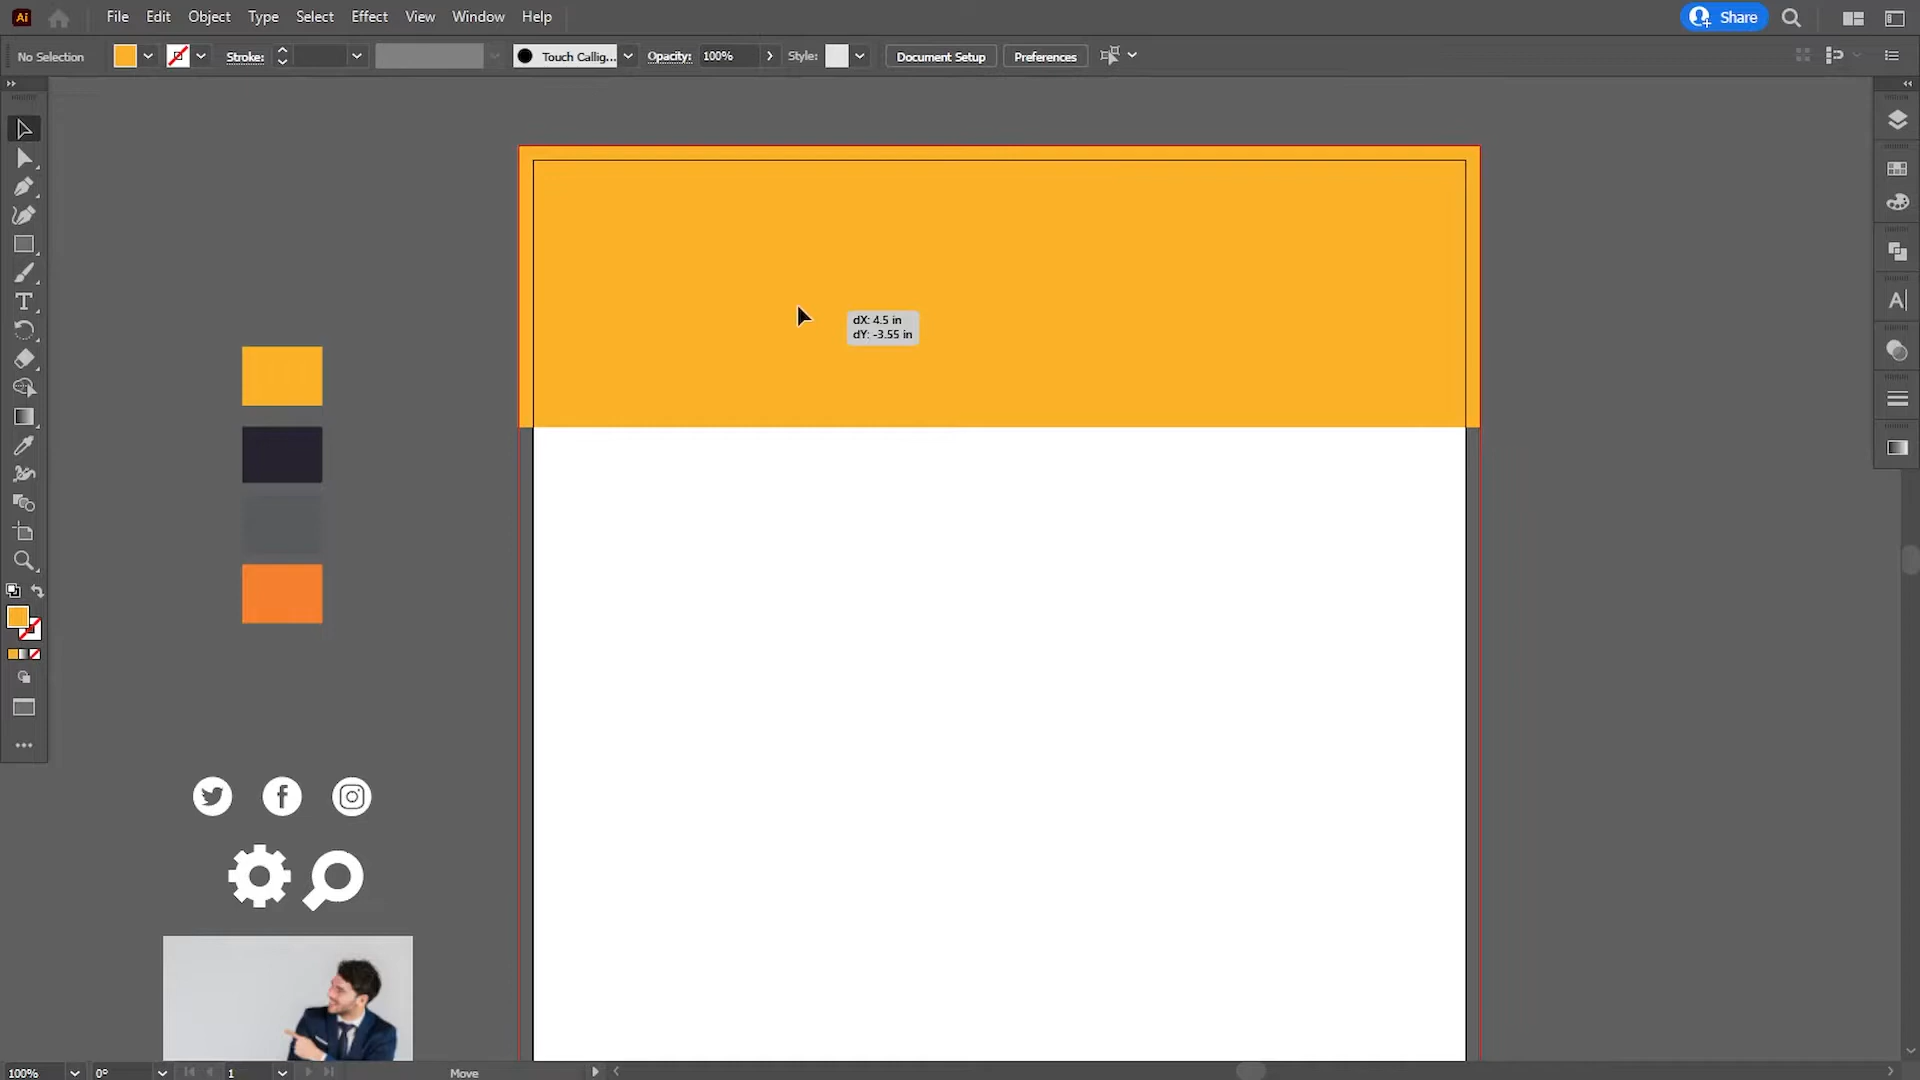 Ai File Edit Object Type Select Effect View Window Help Share
No Selection Stroke: Touch Callig... Opacity: 100% Style: Document Setup Preferences
dX: 4.5 in
dY: -3.55 in
100% 0° 1 Move